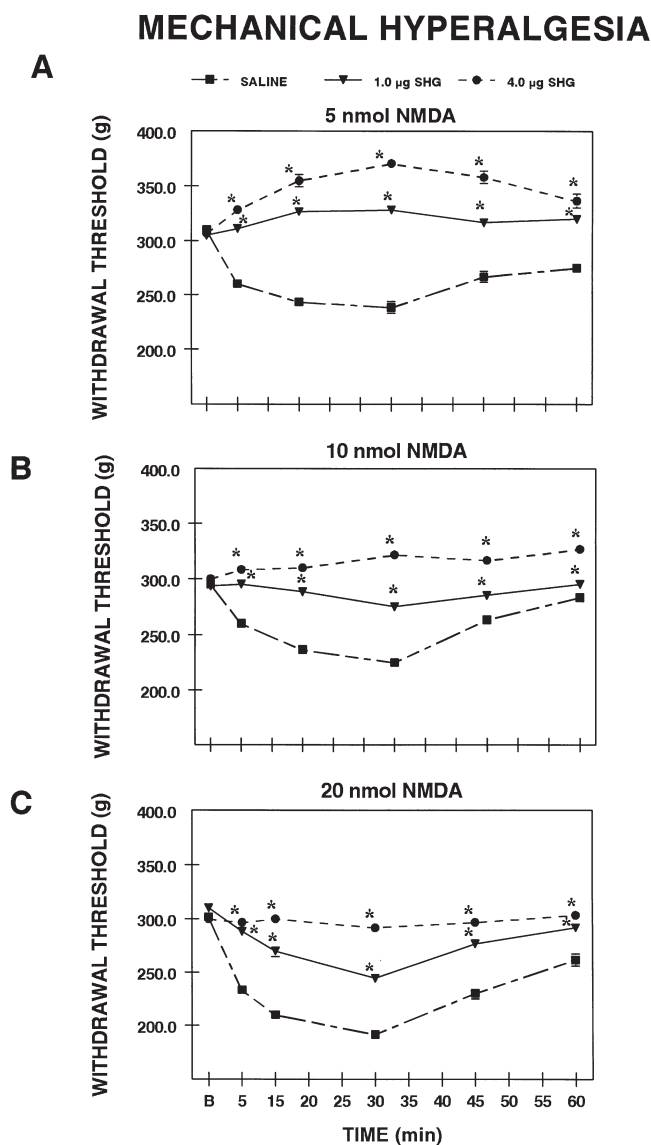 MECHANICAL HYPERALGESIA
A
SALINE 1.0 µg SHG 4.0 µg SHG
5 nmol NMDA
WITHDRAWAL THRESHOLD (g)
400.0
350.0
300.0
250.0
200.0
B
10 nmol NMDA
WITHDRAWAL THRESHOLD (g)
400.0
350.0
300.0
250.0
200.0
C
20 nmol NMDA
WITHDRAWAL THRESHOLD (g)
400.0
350.0
300.0
250.0
200.0
B 5 15 20 25 30 35 40 45 50 55 60
TIME (min)